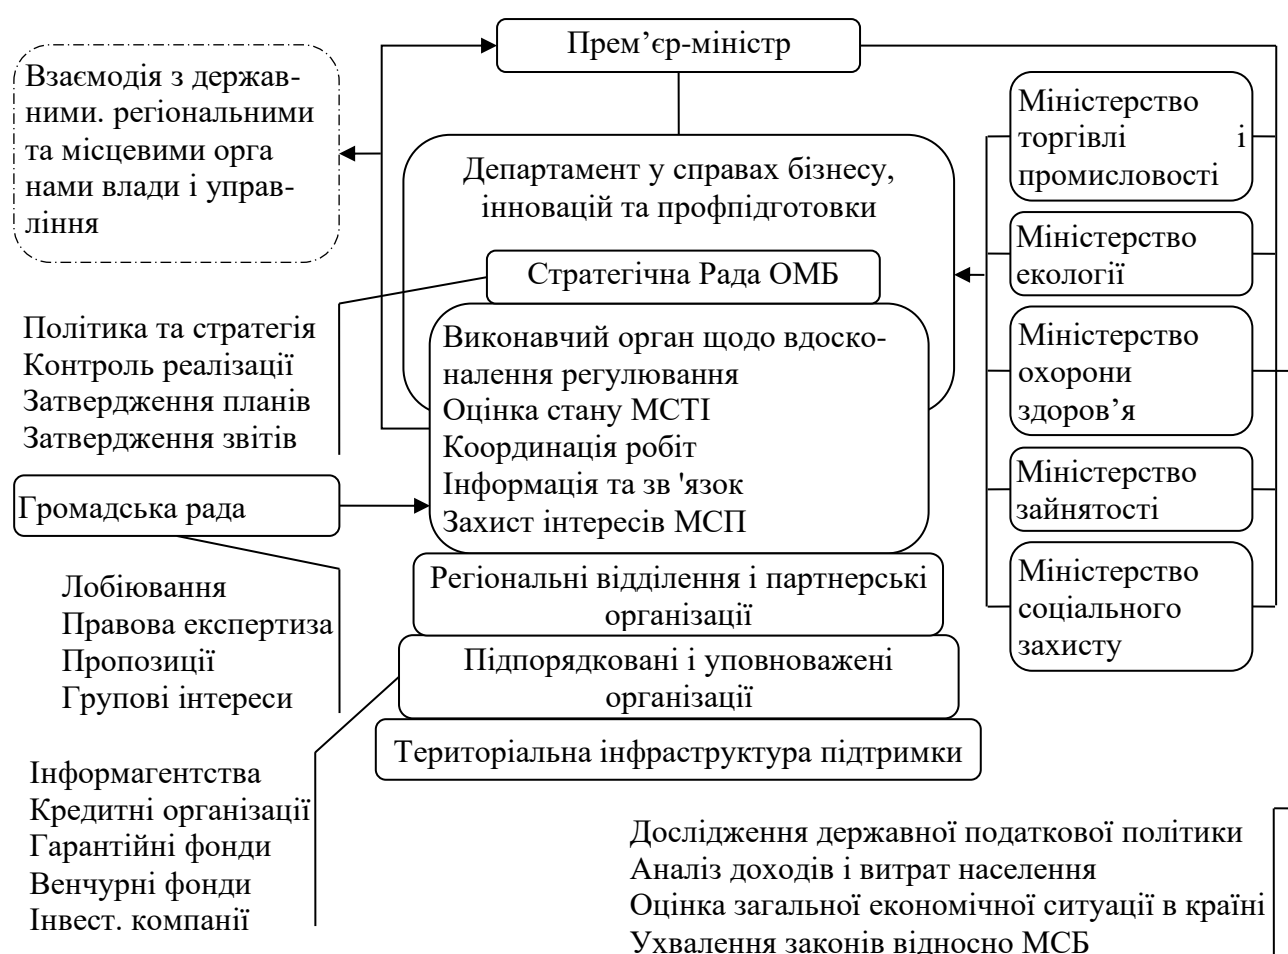 Прем’єр-міністр
Взаємодія з держав-
ними. регіональними
та місцевими орга
нами влади і управ-
ління
Департамент у справах бізнесу,
інновацій та профпідготовки
Стратегічна Рада ОМБ
Виконавчий орган щодо вдоско-
налення регулювання
Оцінка стану МСТІ
Координація робіт
Інформація та зв 'язок
Захист інтересів МСП
Міністерство
торгівлі і
промисловості
Міністерство
екології
Міністерство
охорони
здоров’я
Міністерство
зайнятості
Міністерство
соціального
захисту
Політика та стратегія
Контроль реалізації
Затвердження планів
Затвердження звітів
Громадська рада
Лобіювання
Правова експертиза
Пропозиції
Групові інтереси
Регіональні відділення і партнерські
організації
Підпорядковані і уповноважені
організації
Територіальна інфраструктура підтримки
Інформагентства
Кредитні організації
Гарантійні фонди
Венчурні фонди
Інвест. компанії
Дослідження державної податкової політики
Аналіз доходів і витрат населення
Оцінка загальної економічної ситуації в країні
Ухвалення законів відносно МСБ